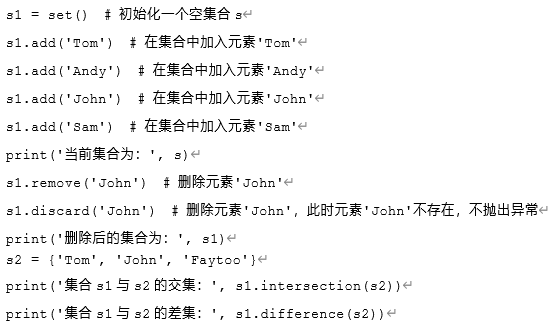 s1 = set()  # 初始化一个空集合 s↵
s1.add('Tom')  # 在集合中加入元素'Tom'↵
s1.add('Andy')  # 在集合中加入元素'Andy'↵
s1.add('John')  # 在集合中加入元素'John'↵
s1.add('Sam')  # 在集合中加入元素'Sam'↵
print('当前集合为: ', s)↵
s1.remove('John')  # 删除元素'John'↵
s1.discard('John')  # 删除元素'John', 此时元素'John'不存在, 不抛出异常↵
print('删除后的集合为: ', s1)↵
s2 = {'Tom', 'John', 'Faytoo'}↵
print('集合 s1 与 s2 的交集: ', s1.intersection(s2))↵
print('集合 s1 与 s2 的差集: ', s1.difference(s2))↵